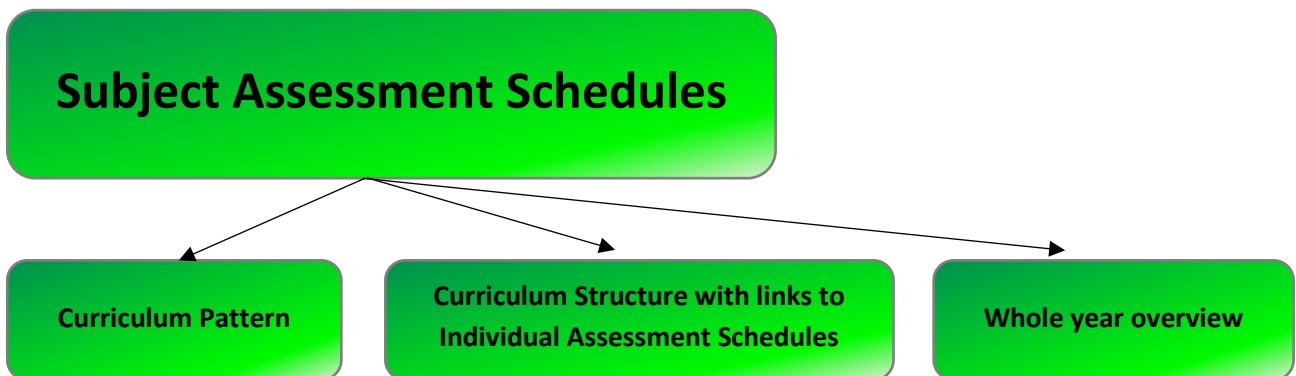 Subject Assessment Schedules
Curriculum Pattern
Curriculum Structure with links to
Individual Assessment Schedules
Whole year overview